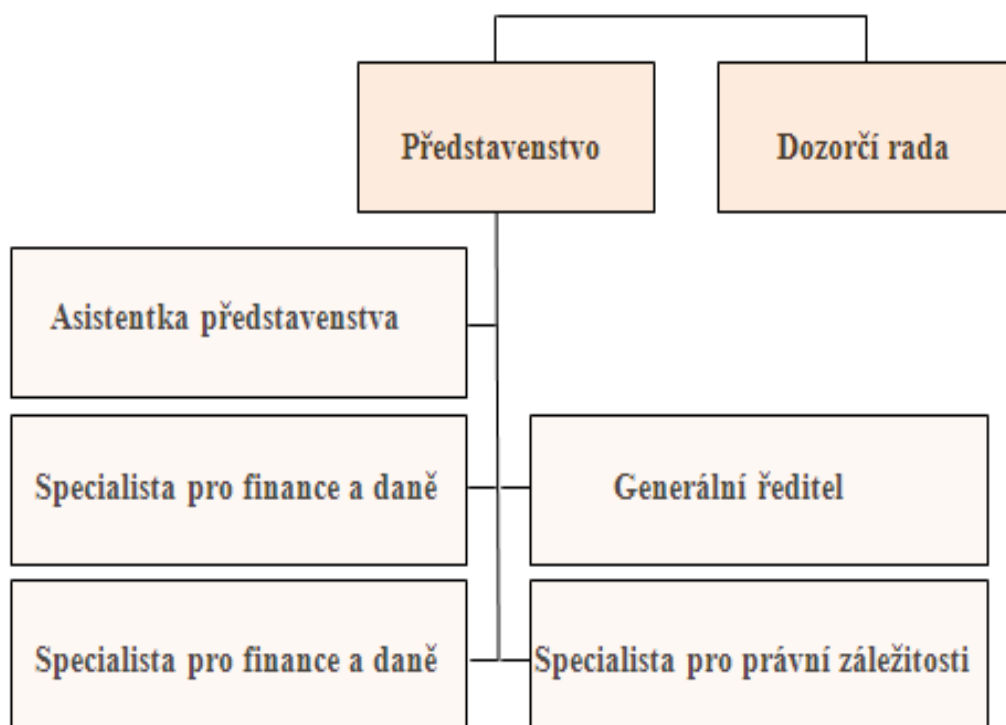 Představenstvo
Dozorčí rada
Asistentka představenstva
Specialista pro finance a daně
Generální ředitel
Specialista pro finance a daně
Specialista pro právní záležitosti